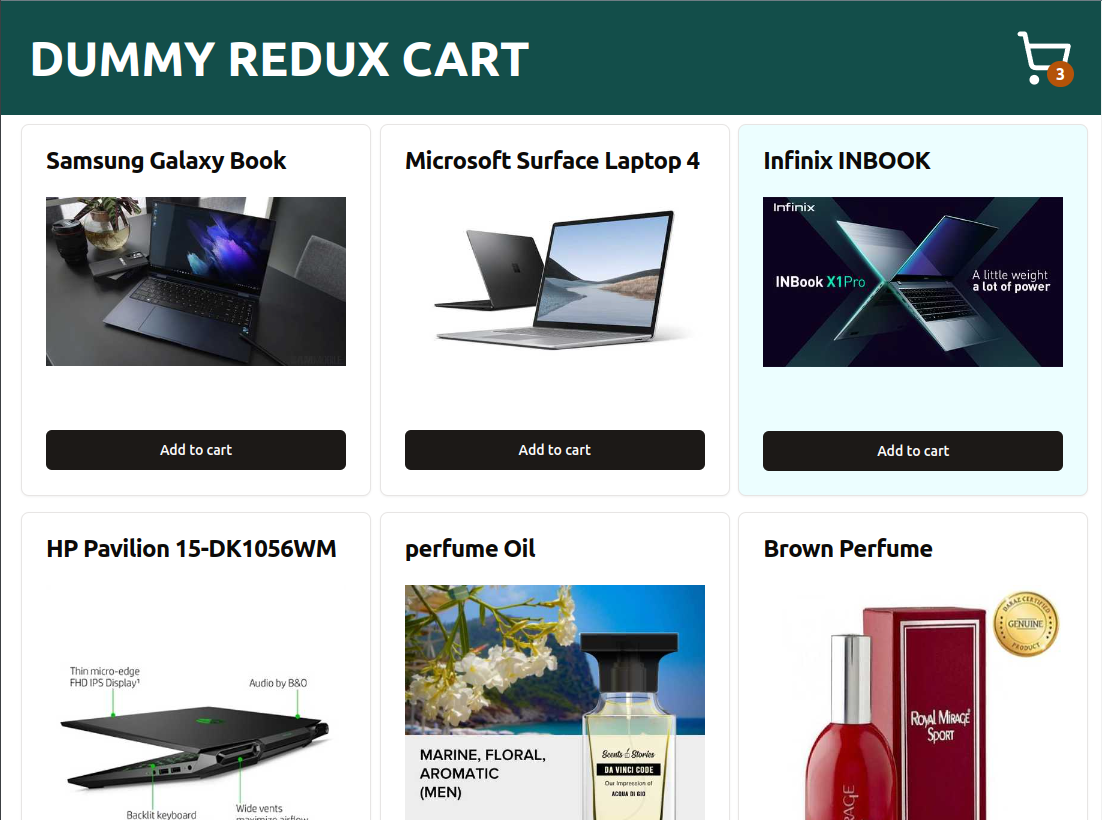 DUMMY REDUX CART
3
Samsung Galaxy Book
Microsoft Surface Laptop 4
Infinix INBOOK
Infinix
INBook X1Pro
A little weight
a lot of power
Add to cart
Add to cart
Add to cart
HP Pavilion 15-DK1056WM
perfume Oil
Brown Perfume
Thin micro-edge
FHD IPS Display¹
Audio by B&O
Backlit keyboard
Wide vents
maximize airflow
MARINE, FLORAL,
AROMATIC
(MEN)
Scents & Stories
DA VINCI CODE
Our Impression of
ACQUA DI GIO
DARAZ CERTIFIED
GENUINE
PRODUCT
ROYAL MIRAGE
SPORT
RAGE